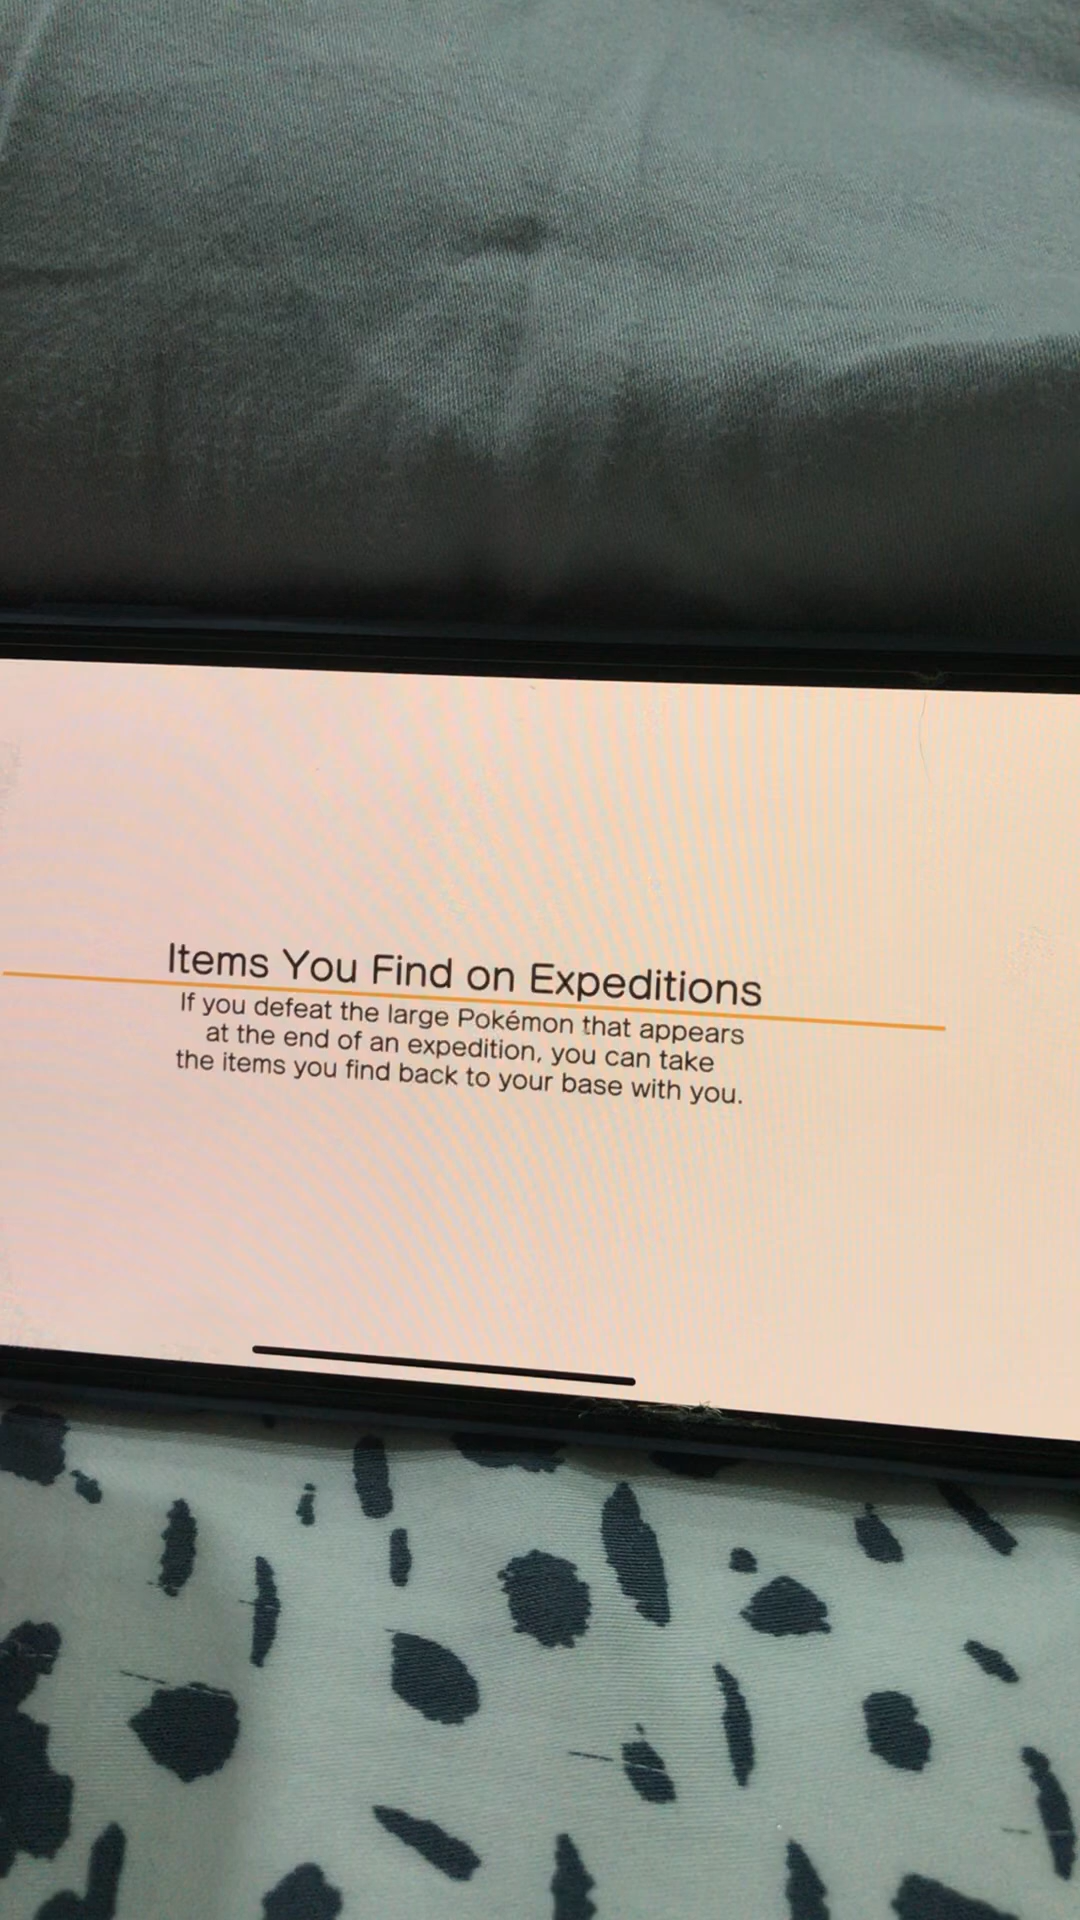 Items You Find on Expeditions
If you defeat the large Pokémon that appears
at the end of an expedition, you can take
the items you find back to your base with you.